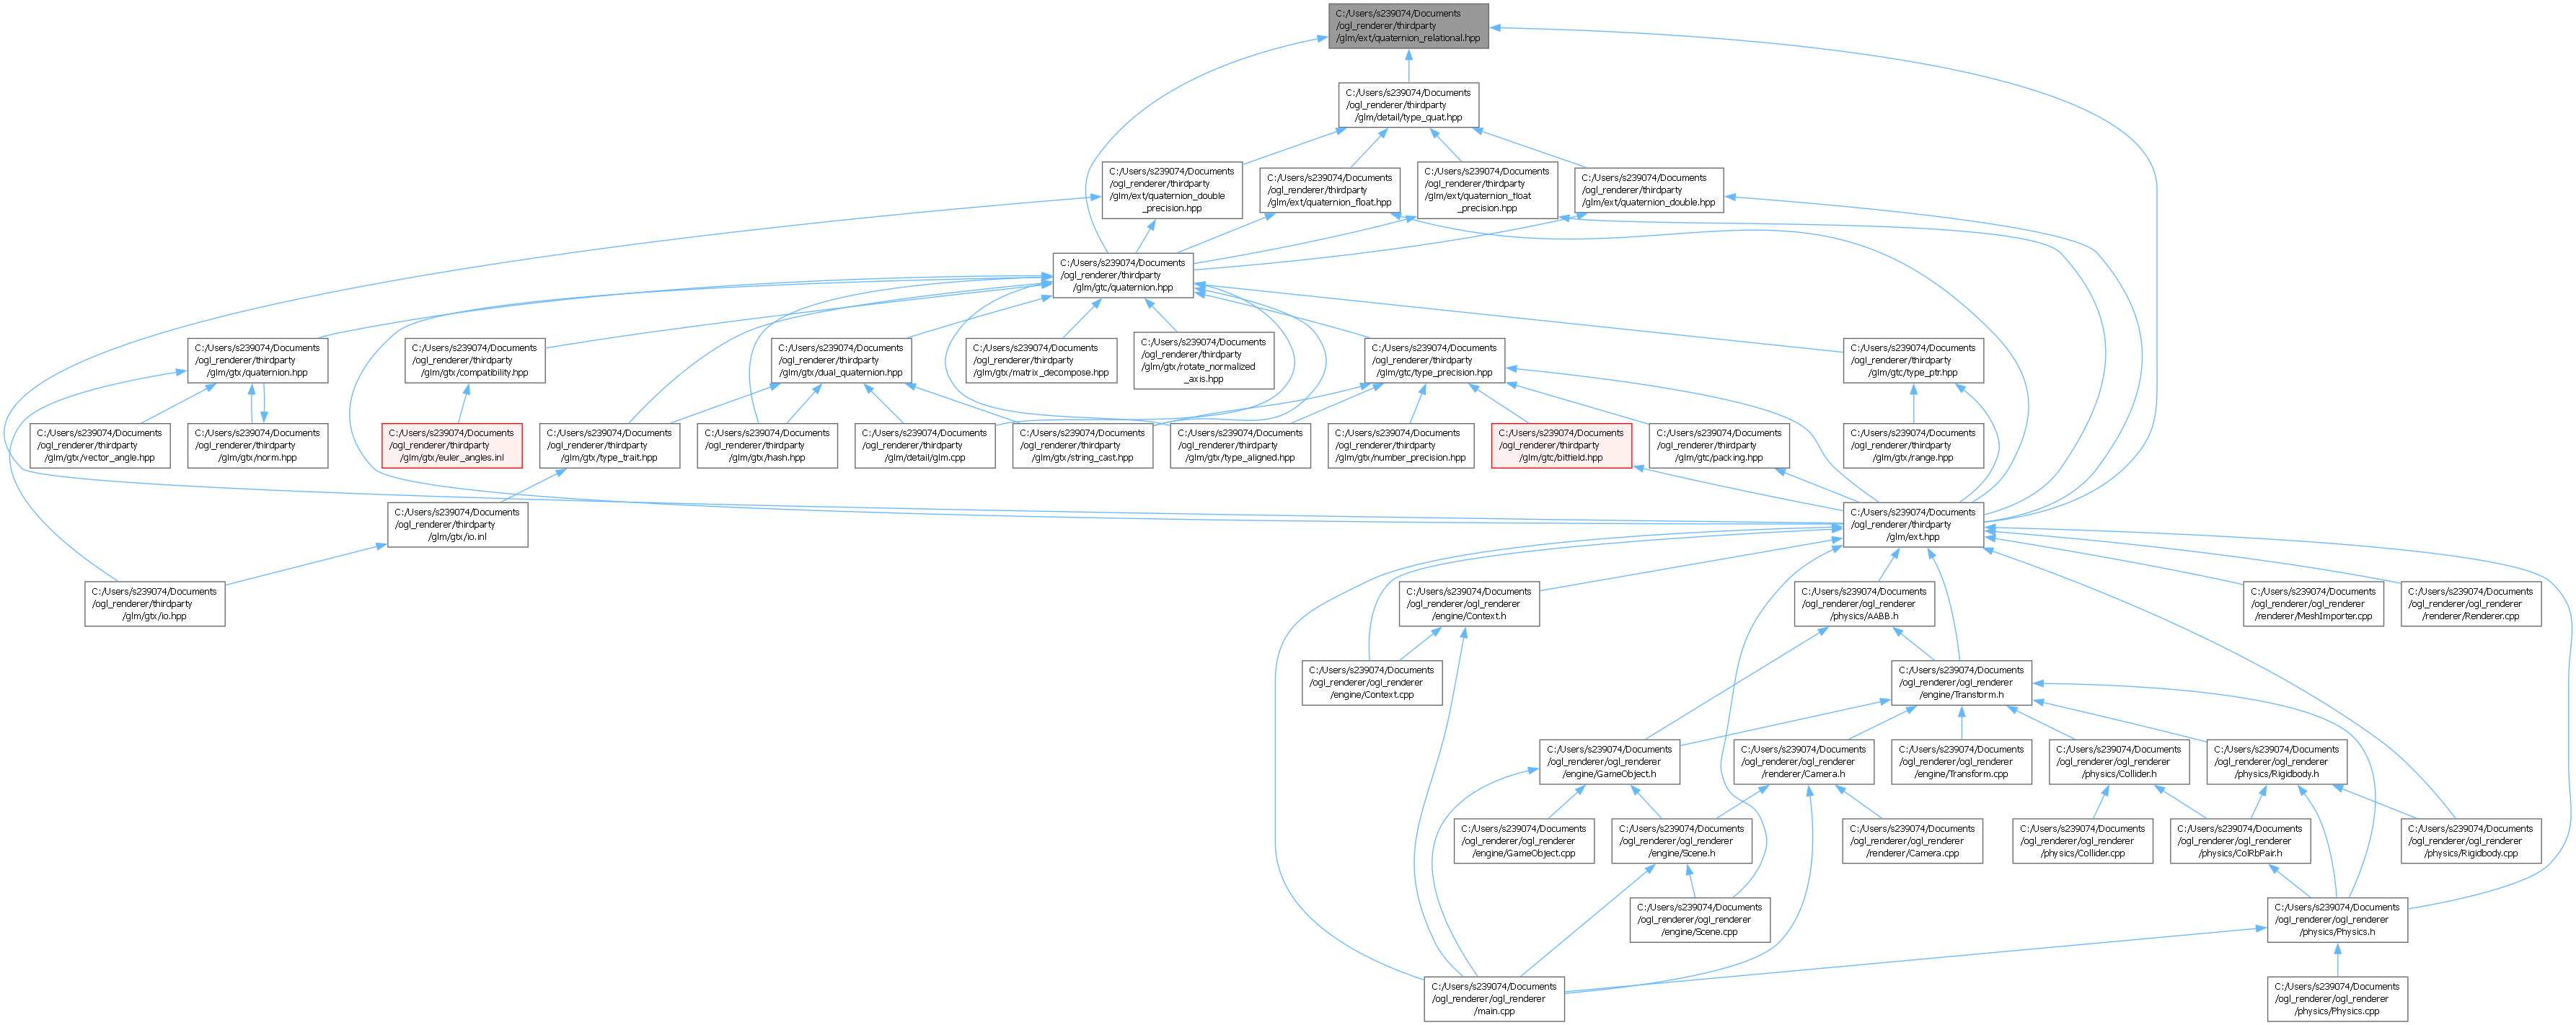 C:/Users/s239074/Documents
/ogl_renderer/thirdparty
/glm/ext/quaternion_relational.hpp
C:/Users/s239074/Documents
/ogl_renderer/thirdparty
/glm/detail/type_quat.hpp
C:/Users/s239074/Documents
/ogl_renderer/thirdparty
/glm/ext/quaternion_double
_precision.hpp
C:/Users/s239074/Documents
/ogl_renderer/thirdparty
/glm/ext/quaternion_float.hpp
C:/Users/s239074/Documents
/ogl_renderer/thirdparty
/glm/ext/quaternion_float
_precision.hpp
C:/Users/s239074/Documents
/ogl_renderer/thirdparty
/glm/ext/quaternion_double.hpp
C:/Users/s239074/Documents
/ogl_renderer/thirdparty
/glm/gtc/quaternion.hpp
C:/Users/s239074/Documents
/ogl_renderer/thirdparty
/glm/gtx/quaternion.hpp
C:/Users/s239074/Documents
/ogl_renderer/thirdparty
/glm/gtx/compatibility.hpp
C:/Users/s239074/Documents
/ogl_renderer/thirdparty
/glm/gtx/dual_quaternion.hpp
C:/Users/s239074/Documents
/ogl_renderer/thirdparty
/glm/gtx/matrix_decompose.hpp
C:/Users/s239074/Documents
/ogl_renderer/thirdparty
/glm/gtx/rotate_normalized
_axis.hpp
C:/Users/s239074/Documents
/ogl_renderer/thirdparty
/glm/gtc/type_precision.hpp
C:/Users/s239074/Documents
/ogl_renderer/thirdparty
/glm/gtc/type_ptr.hpp
C:/Users/s239074/Documents
/ogl_renderer/thirdparty
/glm/gtx/vector_angle.hpp
C:/Users/s239074/Documents
/ogl_renderer/thirdparty
/glm/gtx/norm.hpp
C:/Users/s239074/Documents
/ogl_renderer/thirdparty
/glm/gtx/euler_angles.inl
C:/Users/s239074/Documents
/ogl_renderer/thirdparty
/glm/gtx/type_trait.hpp
C:/Users/s239074/Documents
/ogl_renderer/thirdparty
/glm/gtx/hash.hpp
C:/Users/s239074/Documents
/ogl_renderer/thirdparty
/glm/detail/glm.cpp
C:/Users/s239074/Documents
/ogl_renderer/thirdparty
/glm/gtx/string_cast.hpp
C:/Users/s239074/Documents
/ogl_renderer/thirdparty
/glm/gtx/type_aligned.hpp
C:/Users/s239074/Documents
/ogl_renderer/thirdparty
/glm/gtx/number_precision.hpp
C:/Users/s239074/Documents
/ogl_renderer/thirdparty
/glm/gtc/bitfield.hpp
C:/Users/s239074/Documents
/ogl_renderer/thirdparty
/glm/gtc/packing.hpp
C:/Users/s239074/Documents
/ogl_renderer/thirdparty
/glm/gtx/range.hpp
C:/Users/s239074/Documents
/ogl_renderer/thirdparty
/glm/gtx/io.inl
C:/Users/s239074/Documents
/ogl_renderer/thirdparty
/glm/ext.hpp
C:/Users/s239074/Documents
/ogl_renderer/thirdparty
/glm/gtx/io.hpp
C:/Users/s239074/Documents
/ogl_renderer/ogl_renderer
/engine/Context.h
C:/Users/s239074/Documents
/ogl_renderer/ogl_renderer
/physics/AABB.h
C:/Users/s239074/Documents
/ogl_renderer/ogl_renderer
/renderer/MeshImporter.cpp
C:/Users/s239074/Documents
/ogl_renderer/ogl_renderer
/renderer/Renderer.cpp
C:/Users/s239074/Documents
/ogl_renderer/ogl_renderer
/engine/Context.cpp
C:/Users/s239074/Documents
/ogl_renderer/ogl_renderer
/engine/Transform.h
C:/Users/s239074/Documents
/ogl_renderer/ogl_renderer
/engine/GameObject.h
C:/Users/s239074/Documents
/ogl_renderer/ogl_renderer
/renderer/Camera.h
C:/Users/s239074/Documents
/ogl_renderer/ogl_renderer
/engine/Transform.cpp
C:/Users/s239074/Documents
/ogl_renderer/ogl_renderer
/physics/Collider.h
C:/Users/s239074/Documents
/ogl_renderer/ogl_renderer
/physics/Rigidbody.h
C:/Users/s239074/Documents
/ogl_renderer/ogl_renderer
/engine/GameObject.cpp
C:/Users/s239074/Documents
/ogl_renderer/ogl_renderer
/engine/Scene.h
C:/Users/s239074/Documents
/ogl_renderer/ogl_renderer
/renderer/Camera.cpp
C:/Users/s239074/Documents
/ogl_renderer/ogl_renderer
/physics/Collider.cpp
C:/Users/s239074/Documents
/ogl_renderer/ogl_renderer
/physics/ColRbPair.h
C:/Users/s239074/Documents
/ogl_renderer/ogl_renderer
/physics/Rigidbody.cpp
C:/Users/s239074/Documents
/ogl_renderer/ogl_renderer
/engine/Scene.cpp
C:/Users/s239074/Documents
/ogl_renderer/ogl_renderer
/physics/Physics.h
C:/Users/s239074/Documents
/ogl_renderer/ogl_renderer
/main.cpp
C:/Users/s239074/Documents
/ogl_renderer/ogl_renderer
/physics/Physics.cpp